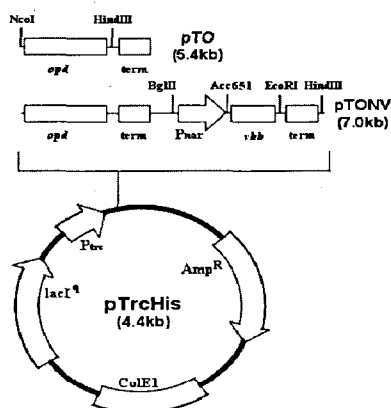 NcoI HindIII pTO
(5.4kb)
opd term
BglII Acc651 EcoRI HindIII
Pnar pTONV
(7.0kb)
opd term vhb term
Ptrc
AmpR
lacIq
pTrcHis
(4.4kb)
ColE1